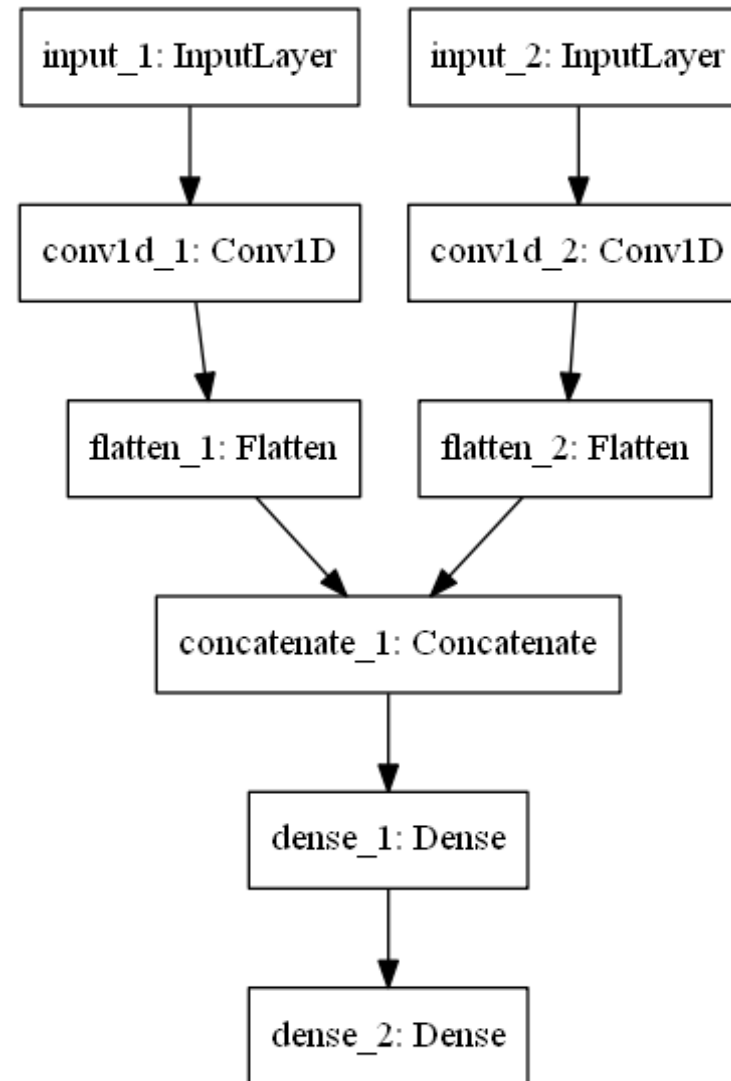 input_1: InputLayer
input_2: InputLayer
conv1d_1: Conv1D
conv1d_2: Conv1D
flatten_1: Flatten
flatten_2: Flatten
concatenate_1: Concatenate
dense_1: Dense
dense_2: Dense